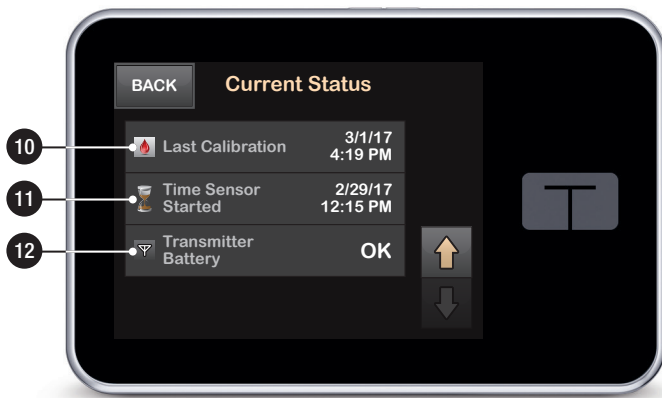 BACK
Current Status
10
Last Calibration
3/1/17
4:19 PM
11
Time Sensor
Started
2/29/17
12:15 PM
12
Transmitter
Battery
OK